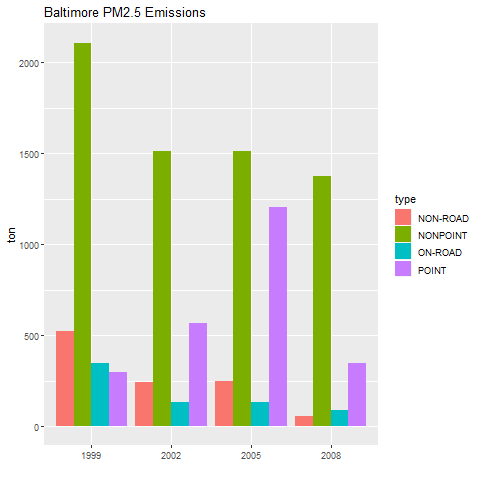 Baltimore PM2.5 Emissions
2000
1500
1000
500
0
ton
1999 2002 2005 2008
type
NON-ROAD
NONPOINT
ON-ROAD
POINT